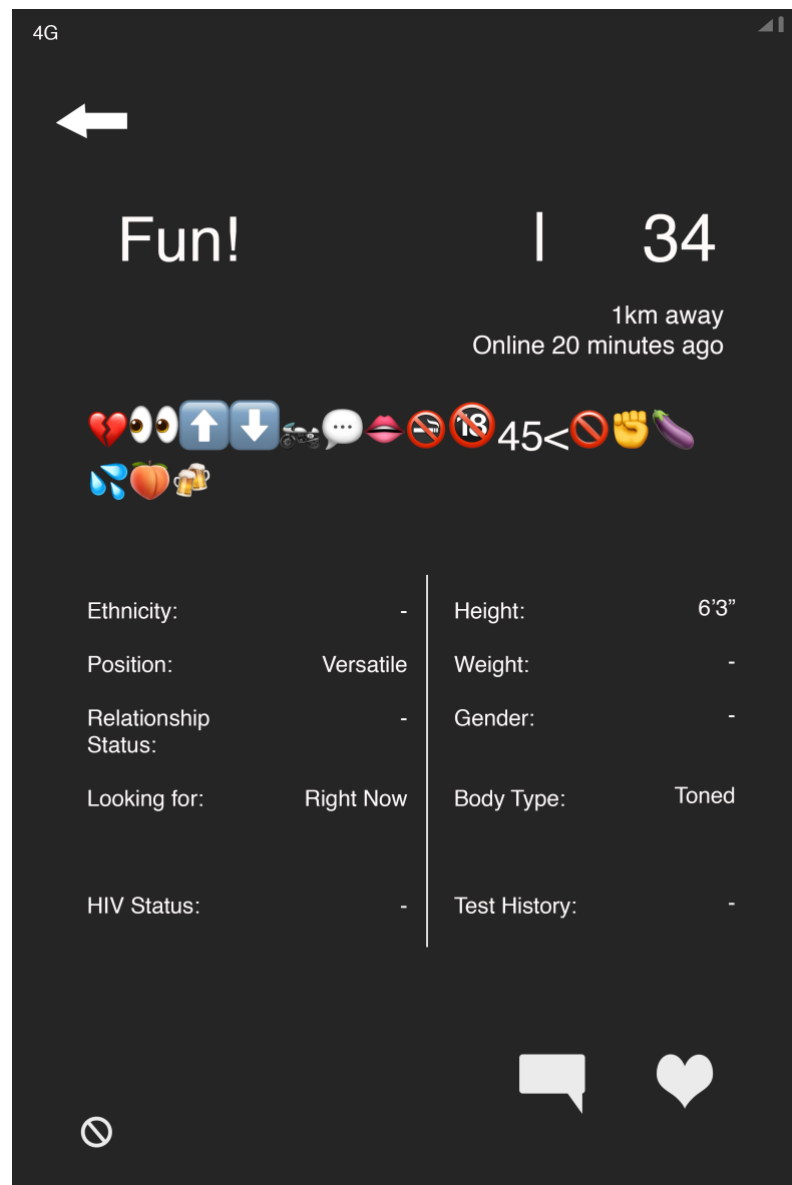 4G
Fun! | 34
1km away
Online 20 minutes ago
💔👀⬆️⬇️🏍️💬👄🚭🔞45<🚫✊🍆
💦🍑🍻
Ethnicity: -
Position: Versatile
Relationship
Status: -
Looking for: Right Now
HIV Status: -
Height: 6’3”
Weight: -
Gender: -
Body Type: Toned
Test History: -